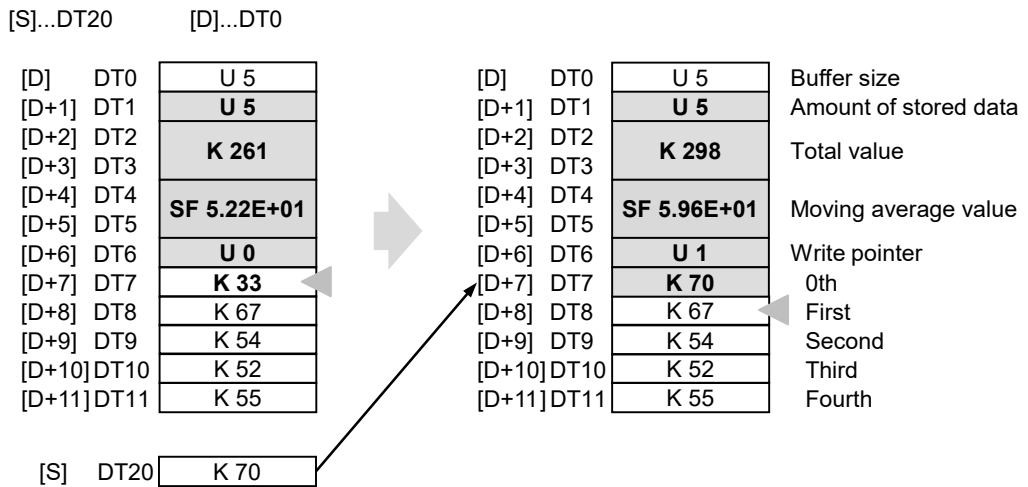 [S]...DT20 [D]...DT0
[D] DT0 U 5 [D] DT0 U 5 Buffer size
[D+1] DT1 U 5 [D+1] DT1 U 5 Amount of stored data
[D+2] DT2 [D+2] DT2
K 261 K 298 Total value
[D+3] DT3 [D+3] DT3
[D+4] DT4 [D+4] DT4
SF 5.22E+01 SF 5.96E+01 Moving average value
[D+5] DT5 [D+5] DT5
[D+6] DT6 U 0 [D+6] DT6 U 1 Write pointer
[D+7] DT7 K 33 [D+7] DT7 K 70 0th
[D+8] DT8 K 67 [D+8] DT8 K 67 First
[D+9] DT9 K 54 [D+9] DT9 K 54 Second
[D+10] DT10 K 52 [D+10] DT10 K 52 Third
[D+11] DT11 K 55 [D+11] DT11 K 55 Fourth
[S] DT20 K 70